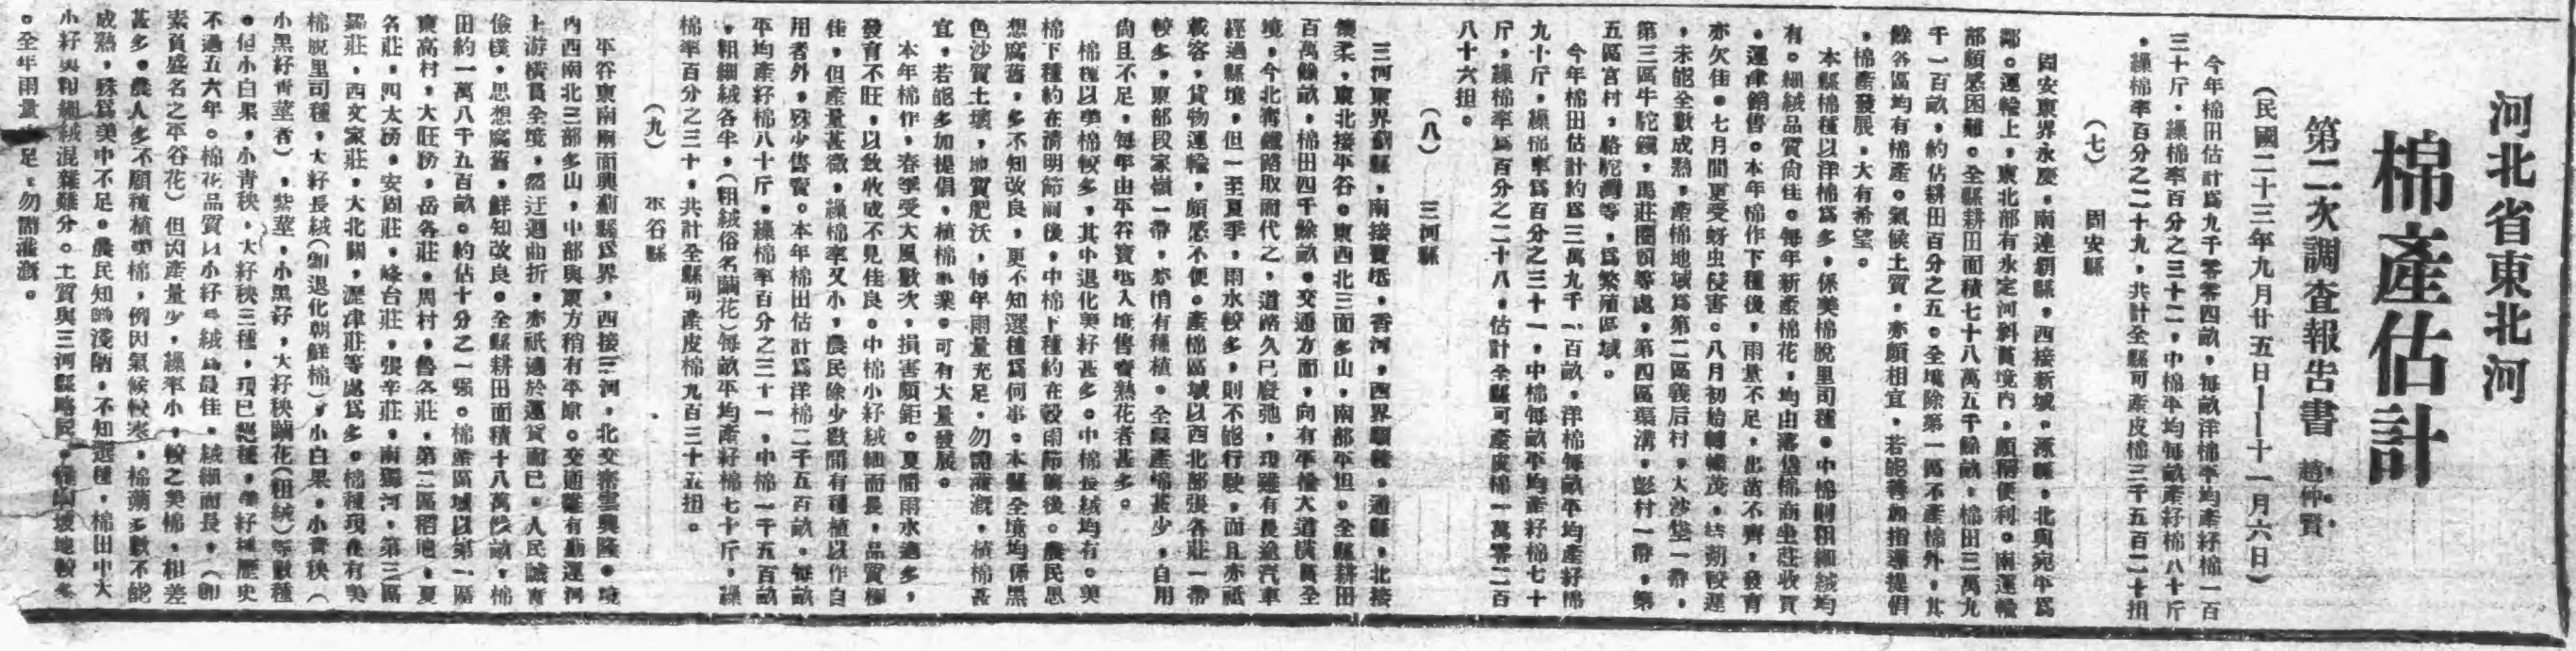 河北省東北河
棉產估計
第二次調查報告書 趙仲賢
（民國二十三年九月廿五日——十一月六日）
今年棉田估計爲九千零零四畝，每畝洋棉平均產籽棉一百
三十斤，繰棉率百分之三十二，中棉平均每畝產籽棉八十斤
，繰棉率百分之二十九，共計全縣可產皮棉三千五百二十担
（七） 固安縣
固安東界永慶，南連霸縣，西接新城，涿縣，北與宛平爲
鄰。運輸上，東北部有永定河斜貫境內，頗稱便利。南運輸
部頗感困難。全縣耕田面積七十八萬五千餘畝，棉田三萬九
千一百畝，約佔耕田百分之五。全境除第一區不產棉外，其
餘各區均有棉產。氣候土質，亦頗相宜，若能善加指導提倡
，棉產發展，大有希望。
本縣棉種以洋棉爲多，係美棉脫里司種。中棉則粗細絨均
有。細絨品質尙佳。每年新產棉花，均由落垡棉商坐莊收買
，運津銷售。本年棉作下種後，雨量不足，出苗不齊，發育
亦欠佳。七月間更受蚜虫侵害。八月初始轉暢茂，結蒴較遲
，未能全數成熟，產棉地域爲第二區義后村，大沙垡一帶，第
第三區牛駝鎮，馬莊圈頭等處，第四區渠溝，彭村一帶，第
五區宮村，駱駝灣等，爲繁殖區域。
今年棉田估計約爲三萬九千一百畝，洋棉每畝平均產籽棉
九十斤，繰棉率爲百分之三十一，中棉每畝平均產籽棉七十
斤，繰棉率爲百分之二十八，估計全縣可產皮棉一萬零二百
八十六担。
（八） 三河縣
三河東界薊縣，南接寶坻，香河，西界順義，通縣，北接
懷柔，東北接平谷。東西北三面多山，南部平坦。全縣耕田
百萬餘畝，棉田四千餘畝。交通方面，向有平榆大道橫貫全
境，今北寗鐵路取而代之，道路久已廢弛，現雖有長途汽車
經過縣境，但一至夏季，雨水較多，則不能行駛，而且亦祗
載客，貨物運輸，頗感不便。產棉區域以西北部張各莊一帶
較多，東部段家嶺一帶，亦稍有種植。全縣產棉甚少，自用
尙且不足，每年由平谷寶坻入境售賣熟花者甚多。
棉種以美棉較多，其中退化美籽甚多。中棉長絨均有。美
棉下種約在清明節前後，中棉下種約在穀雨節前後。農民思
想腐舊，多不知改良，更不知選種爲何事。本縣全境均係黑
色沙質土壤，地質肥沃，每年雨量充足，勿需灌漑，植棉甚
宜，若能多加提倡，植棉事業。可有大量發展。
本年棉作，春季受大風數次，損害頗鉅。夏間雨水過多，
發育不旺，以致收成不見佳良。中棉小籽絨細而長，品質極
佳，但產量甚微，繰棉率又小，農民除少數間有種植以作自
用者外，殊少售賣。本年棉田估計爲洋棉二千五百畝。每畝
平均產籽棉八十斤，繰棉率百分之三十一，中棉一千五百畝
，粗細絨各半，（粗絨俗名繭花）每畝平均產籽棉七十斤，繰
棉率百分之三十，共計全縣可產皮棉九百三十五担。
（九） 平谷縣
平谷東南兩面與薊縣爲界，西接三河，北交密雲興隆。境
內西南北三部多山，中部與東方稍有平原。交通雖有薊運河
上游橫貫全境，然迂迴曲折，亦祇適於運貨而已。人民誠實
儉樸，思想腐舊，鮮知改良。全縣耕田面積十八萬餘畝，棉
田約一萬八千五百畝。約佔十分之一強。棉產區域以第一區
東高村，大旺務，岳各莊，周村，魯各莊，第二區稻地，夏
各莊，門太務，安固莊，峰台莊，張辛莊，南獨河，第三區
羅莊，西文家莊，大北關，瀝津莊等處爲多。棉種現在有美
棉脫里司種，大籽長絨（卽退化朝鮮棉），小白果，小青秧（
小黑籽青莖者），紫莖，小黑籽，大籽秧繭花（粗絨）等數種
。但小白果，小青秧，大籽秧三種，現已絕種，美籽種歷史
不過五六年。棉花品質以小籽長絨爲最佳，絨細而長，（卽
素負盛名之平谷花）但因產量少，繰率小，較之美棉，相差
甚多。農人多不願種植中棉，例因氣候較寒，棉蒴多數不能
成熟，殊爲美中不足。農民知識淺陋，不知選種，棉田中大
小籽與粗細絨混雜難分。土質與三河縣略同，惟山坡地較多
。全年雨量充足，勿需灌漑。